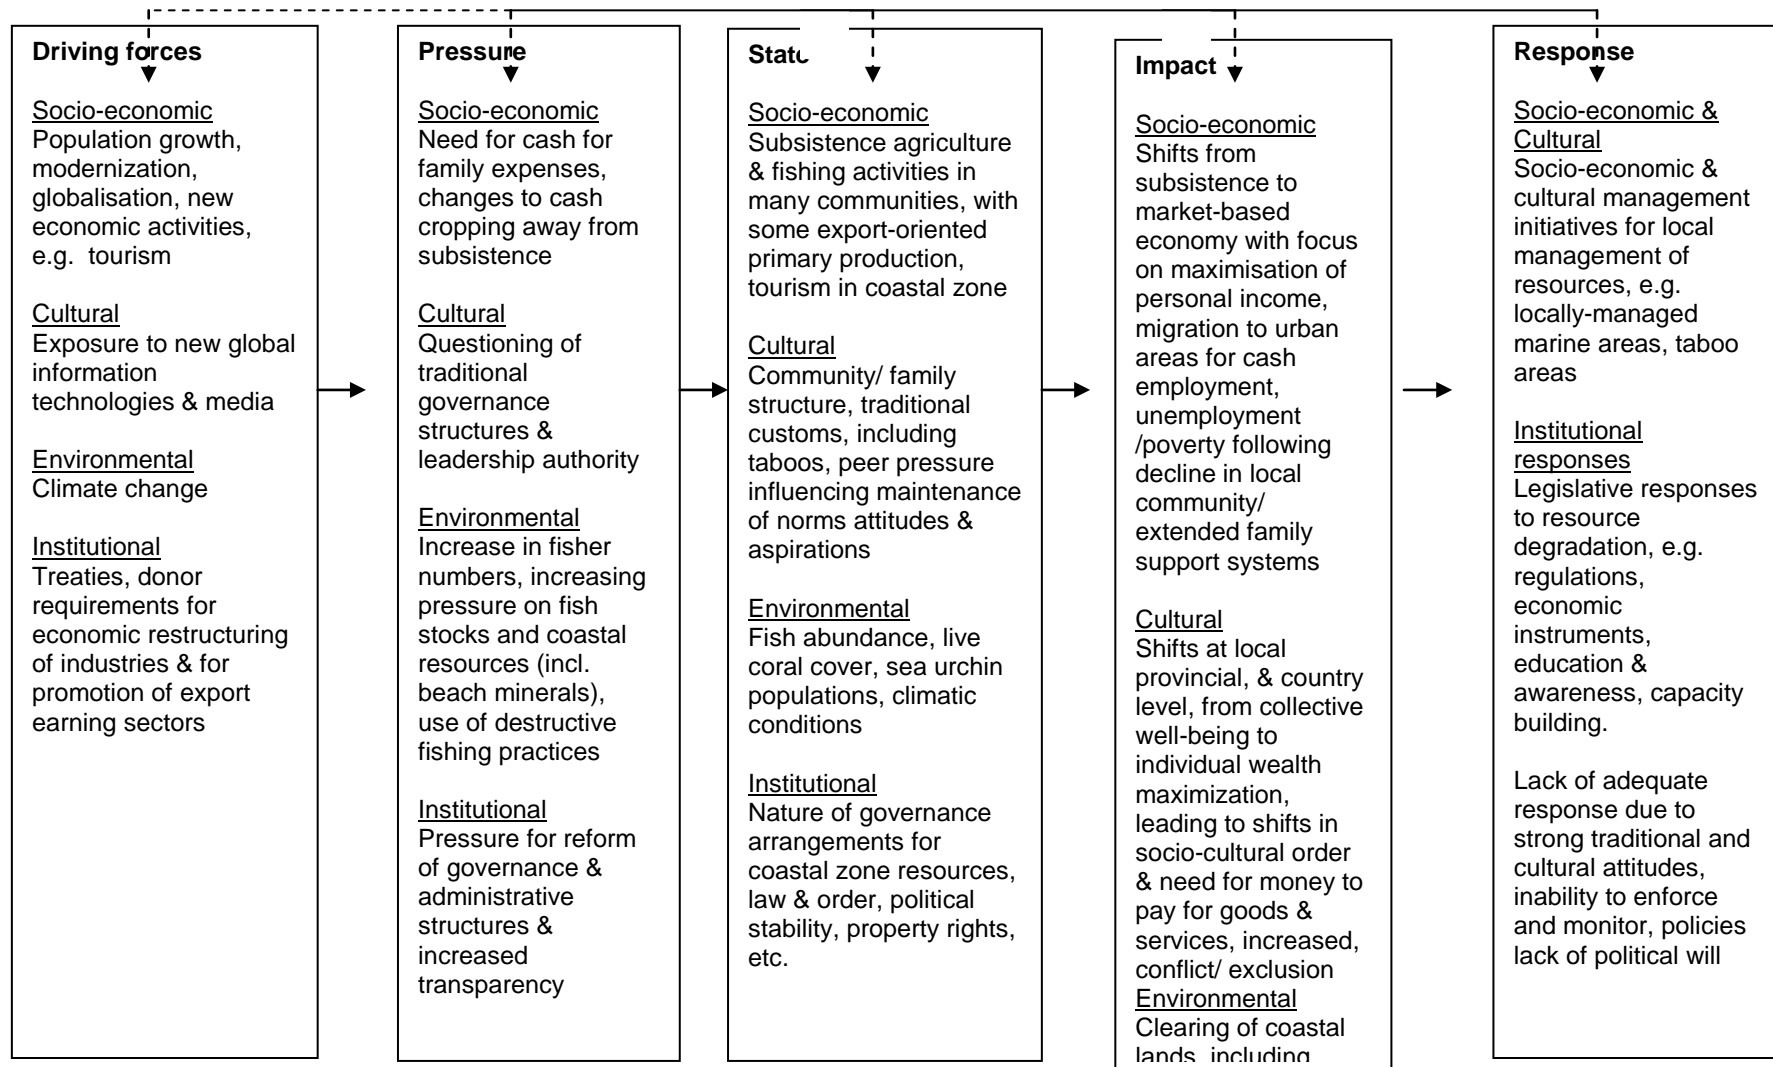 Driving forces
Socio-economic
Population growth,
modernization,
globalisation, new
economic activities,
e.g. tourism
Cultural
Exposure to new global
information
technologies & media
Environmental
Climate change
Institutional
Treaties, donor
requirements for
economic restructuring
of industries & for
promotion of export
earning sectors
Pressure
Socio-economic
Need for cash for
family expenses,
changes to cash
cropping away from
subsistence
Cultural
Questioning of
traditional
governance
structures &
leadership authority
Environmental
Increase in fisher
numbers, increasing
pressure on fish
stocks and coastal
resources (incl.
beach minerals),
use of destructive
fishing practices
Institutional
Pressure for reform
of governance &
administrative
structures &
increased
transparency
State
Socio-economic
Subsistence agriculture
& fishing activities in
many communities, with
some export-oriented
primary production,
tourism in coastal zone
Cultural
Community/ family
structure, traditional
customs, including
taboos, peer pressure
influencing maintenance
of norms attitudes &
aspirations
Environmental
Fish abundance, live
coral cover, sea urchin
populations, climatic
conditions
Institutional
Nature of governance
arrangements for
coastal zone resources,
law & order, political
stability, property rights,
etc.
Impact
Socio-economic
Shifts from
subsistence to
market-based
economy with focus
on maximisation of
personal income,
migration to urban
areas for cash
employment,
unemployment
/poverty following
decline in local
community/
extended family
support systems
Cultural
Shifts at local
provincial, & country
level, from collective
well-being to
individual wealth
maximization,
leading to shifts in
socio-cultural order
& need for money to
pay for goods &
services, increased,
conflict/ exclusion
Environmental
Clearing of coastal
lands, including
Response
Socio-economic &
Cultural
Socio-economic &
cultural management
initiatives for local
management of
resources, e.g.
locally-managed
marine areas, taboo
areas
Institutional
responses
Legislative responses
to resource
degradation, e.g.
regulations,
economic
instruments,
education &
awareness, capacity
building.
Lack of adequate
response due to
strong traditional and
cultural attitudes,
inability to enforce
and monitor, policies
lack of political will